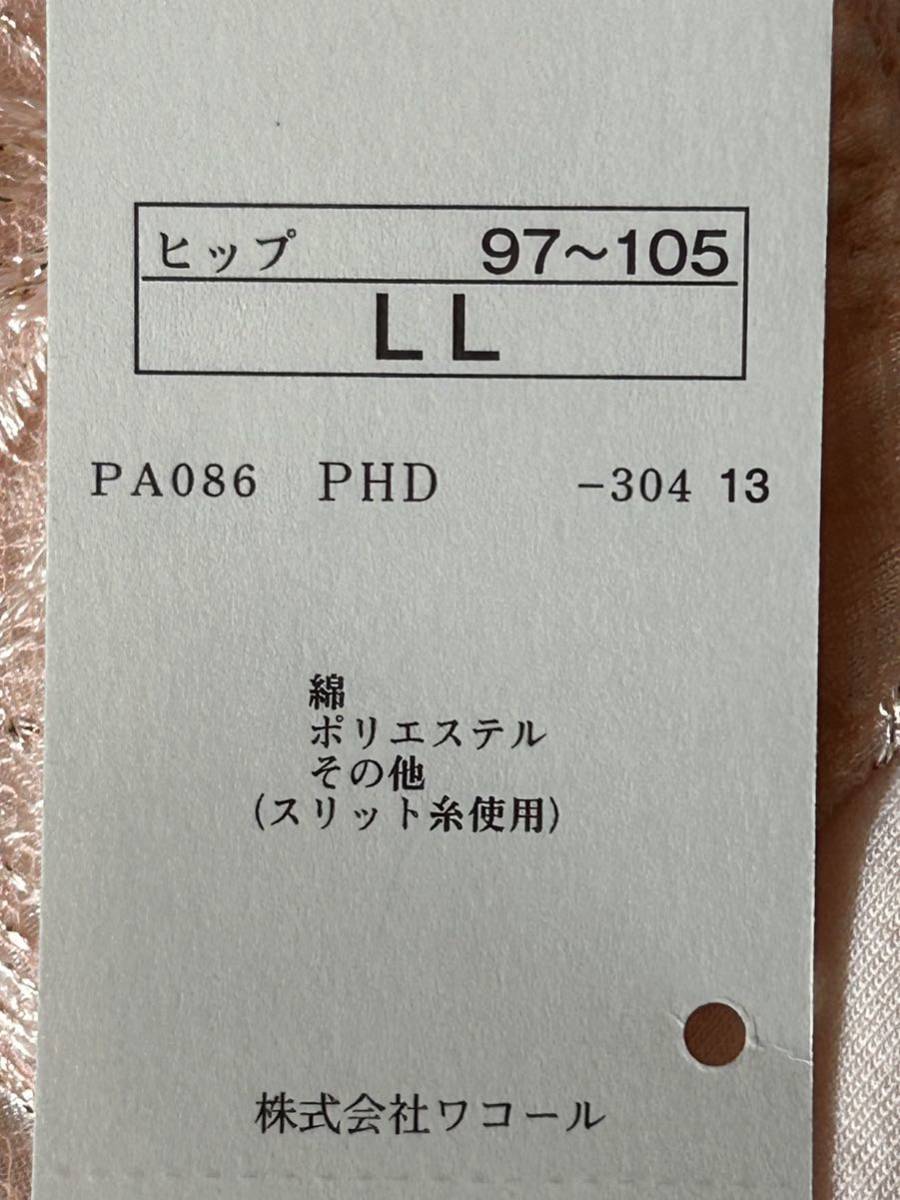 ヒップ 97~105
LL
PA086 PHD -304 13
綿
ポリエステル
その他
(スリット糸使用)
株式会社ワコール